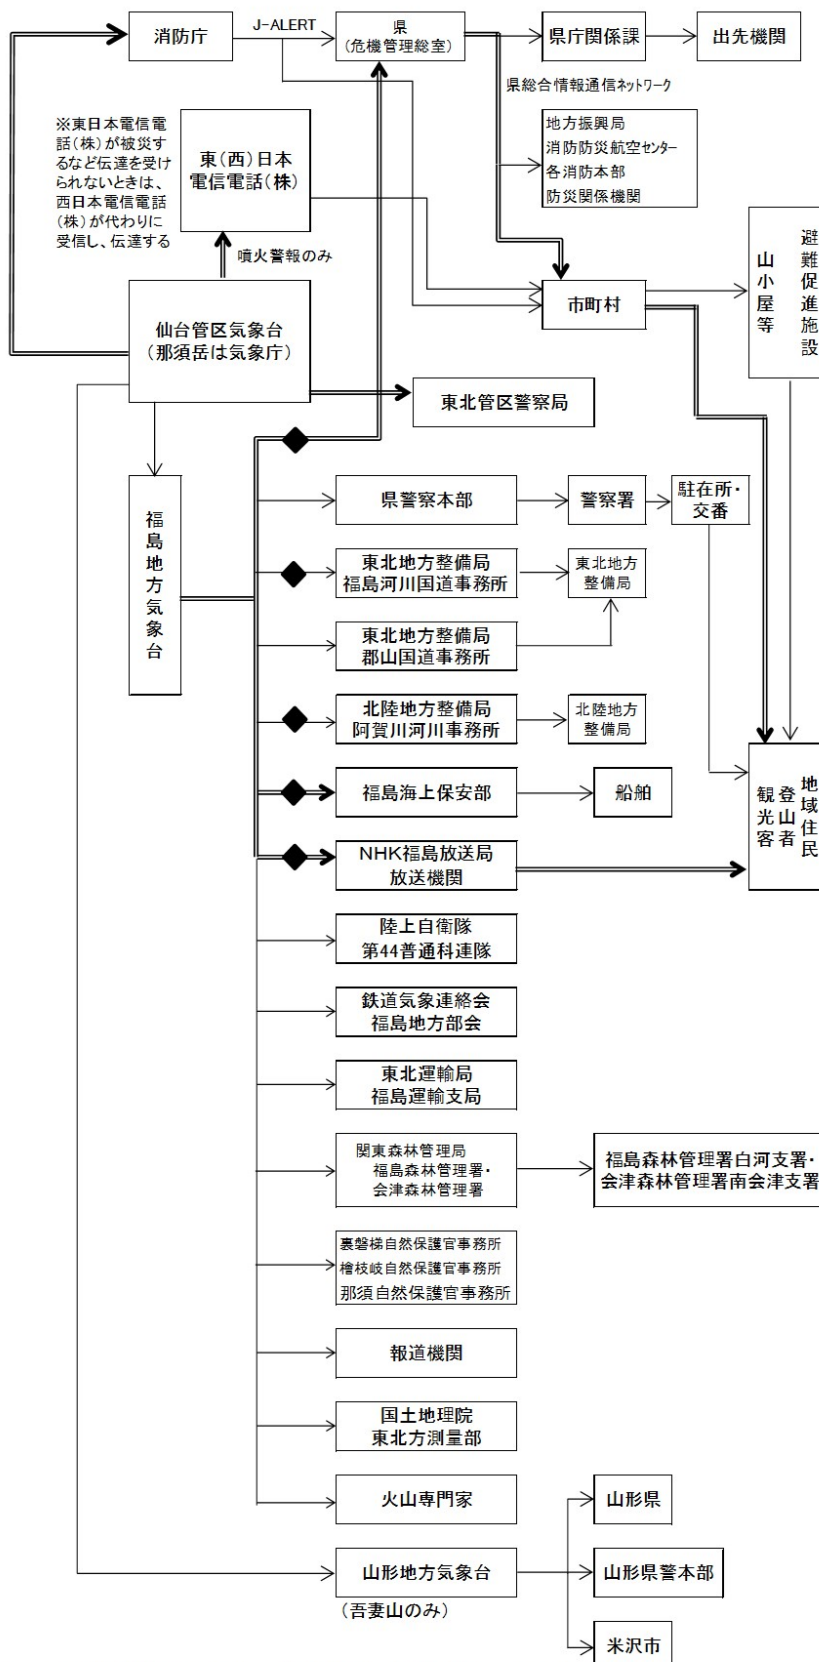 消防庁
J-ALERT
県
(危機管理総室)
県庁関係課
出先機関
県総合情報通信ネットワーク
※東日本電信電
話(株)が被災す
るなど伝達を受け
られないときは、
西日本電信電話
(株)が代わりに
受信し、伝達する
東(西)日本
電信電話(株)
地方振興局
消防防災航空センター
各消防本部
防災関係機関
噴火警報のみ
避難促進施設
山小屋等
市町村
仙台管区気象台
(那須岳は気象庁)
東北管区警察局
福島地方気象台
県警察本部
警察署
駐在所・
交番
東北地方整備局
福島河川国道事務所
東北地方
整備局
東北地方整備局
郡山国道事務所
北陸地方整備局
阿賀川河川事務所
北陸地方
整備局
福島海上保安部
船舶
地域住民
登山者
観光客
NHK福島放送局
放送機関
陸上自衛隊
第44普通科連隊
鉄道気象連絡会
福島地方部会
東北運輸局
福島運輸支局
関東森林管理局
福島森林管理署・
会津森林管理署
福島森林管理署白河支署・
会津森林管理署南会津支署
裏磐梯自然保護官事務所
檜枝岐自然保護官事務所
那須自然保護官事務所
報道機関
国土地理院
東北方測量部
火山専門家
山形県
山形地方気象台
(吾妻山のみ)
山形県警本部
米沢市